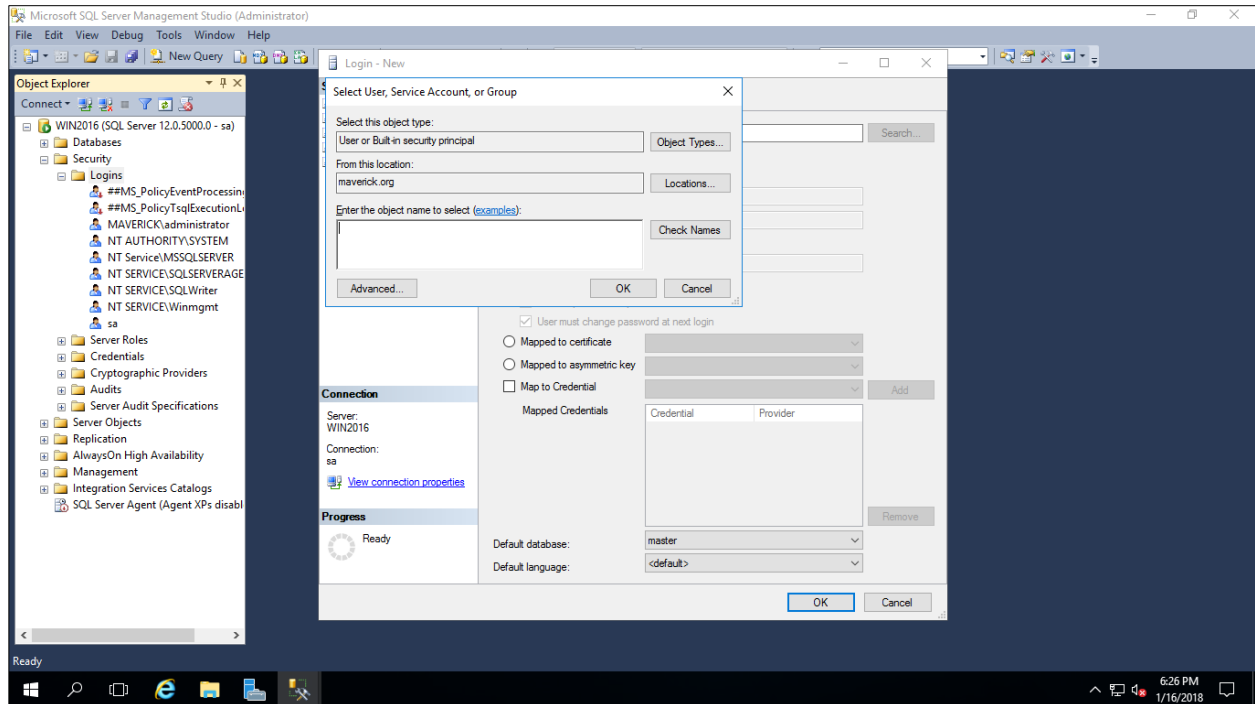 Microsoft SQL Server Management Studio (Administrator)
File Edit View Debug Tools Window Help
New Query
Object Explorer
Connect
WIN2016 (SQL Server 12.0.5000.0 - sa)
Databases
Security
Logins
##MS_PolicyEventProcessin
##MS_PolicyTsqlExecutionL
MAVERICK\administrator
NT AUTHORITY\SYSTEM
NT Service\MSSQLSERVER
NT SERVICE\SQLSERVERAGE
NT SERVICE\SQLWriter
NT SERVICE\Winmgmt
sa
Server Roles
Credentials
Cryptographic Providers
Audits
Server Audit Specifications
Server Objects
Replication
AlwaysOn High Availability
Management
Integration Services Catalogs
SQL Server Agent (Agent XPs disabl
Login - New
Select User, Service Account, or Group
Select this object type:
User or Built-in security principal
Object Types...
From this location:
maverick.org
Locations...
Enter the object name to select (examples):
Check Names
Advanced...
OK
Cancel
Search...
User must change password at next login
Mapped to certificate
Mapped to asymmetric key
Map to Credential
Add
Mapped Credentials
Credential Provider
Remove
Default database: master
Default language: <default>
Connection
Server:
WIN2016
Connection:
sa
View connection properties
Progress
Ready
OK
Cancel
Ready
6:26 PM
1/16/2018